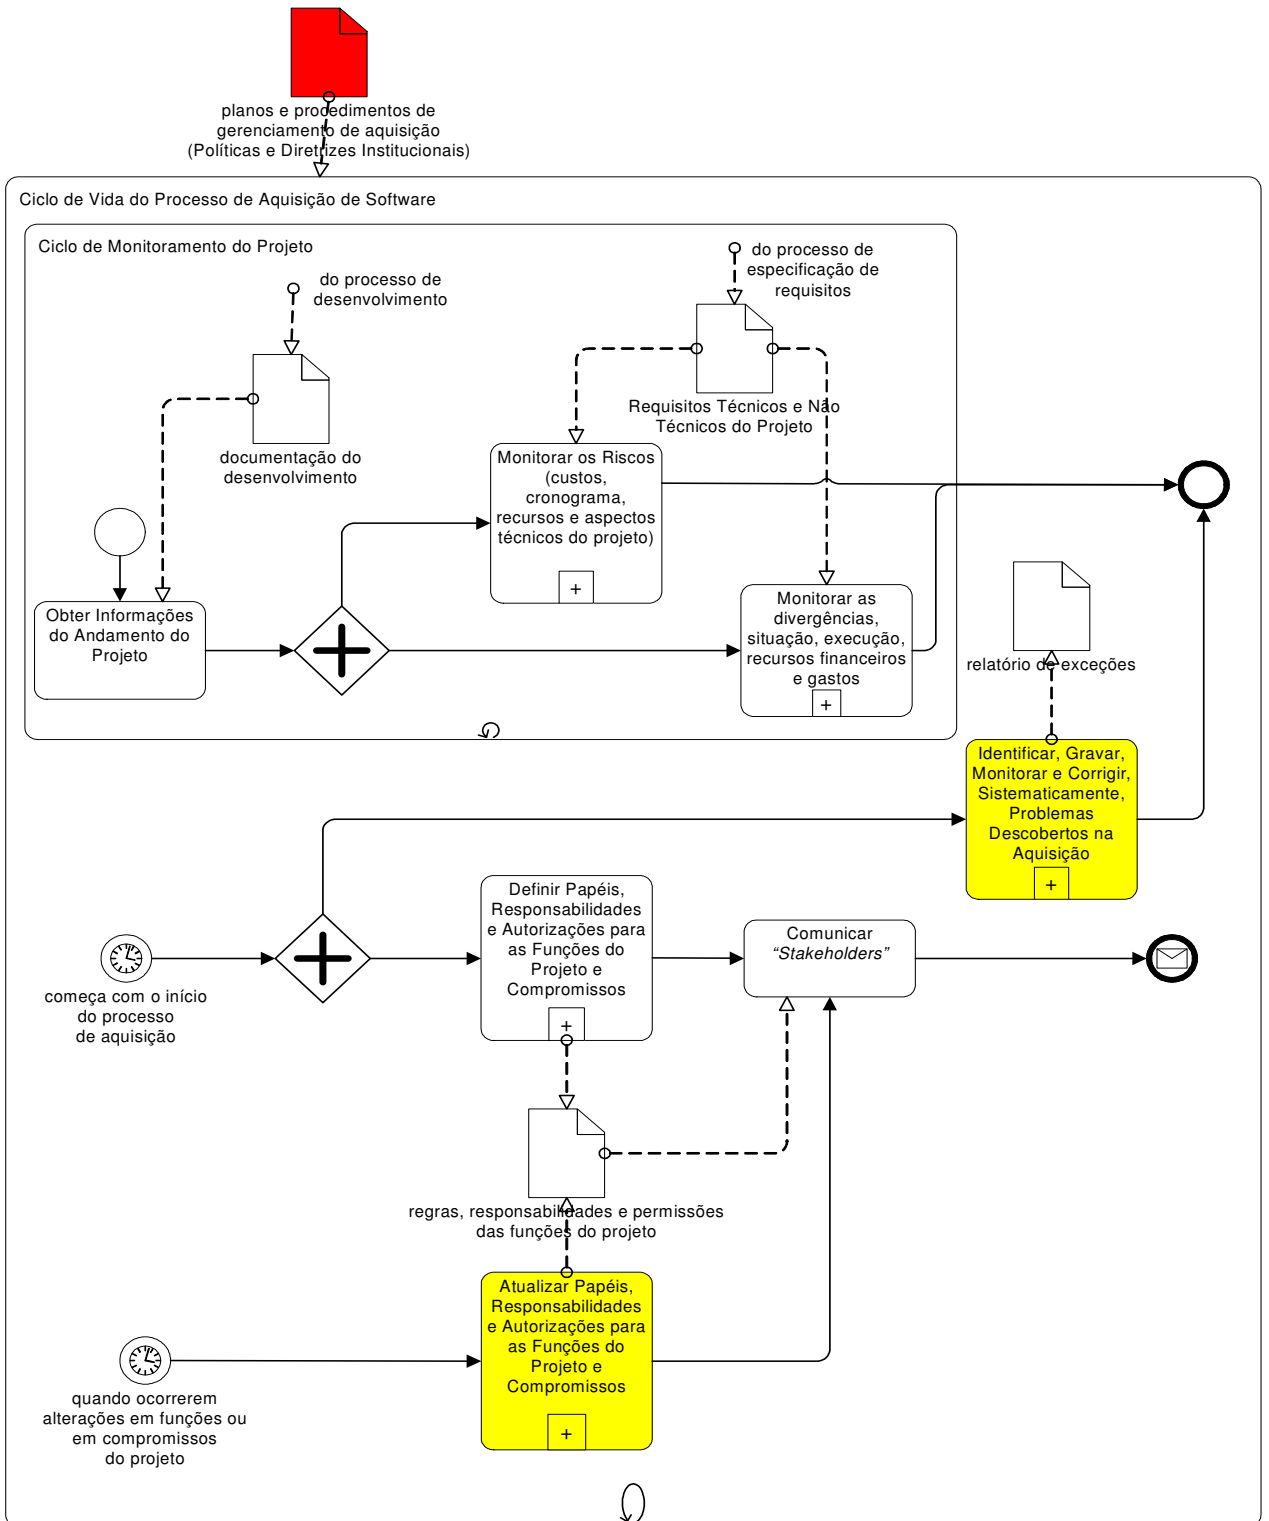 planos e procedimentos de
gerenciamento de aquisição
(Políticas e Diretrizes Institucionais)
Ciclo de Vida do Processo de Aquisição de Software
Ciclo de Monitoramento do Projeto
do processo de
desenvolvimento
do processo de
especificação de
requisitos
documentação do
desenvolvimento
Requisitos Técnicos e Não
Técnicos do Projeto
Monitorar os Riscos
(custos,
cronograma,
recursos e aspectos
técnicos do projeto)
+
Obter Informações
do Andamento do
Projeto
Monitorar as
divergências,
situação, execução,
recursos financeiros
e gastos
+
relatório de exceções
Identificar, Gravar,
Monitorar e Corrigir,
Sistematicamente,
Problemas
Descobertos na
Aquisição
+
Definir Papéis,
Responsabilidades
e Autorizações para
as Funções do
Projeto e
Compromissos
+
Comunicar
“Stakeholders”
começa com o início
do processo
de aquisição
regras, responsabilidades e permissões
das funções do projeto
Atualizar Papéis,
Responsabilidades
e Autorizações para
as Funções do
Projeto e
Compromissos
+
quando ocorrerem
alterações em funções ou
em compromissos
do projeto